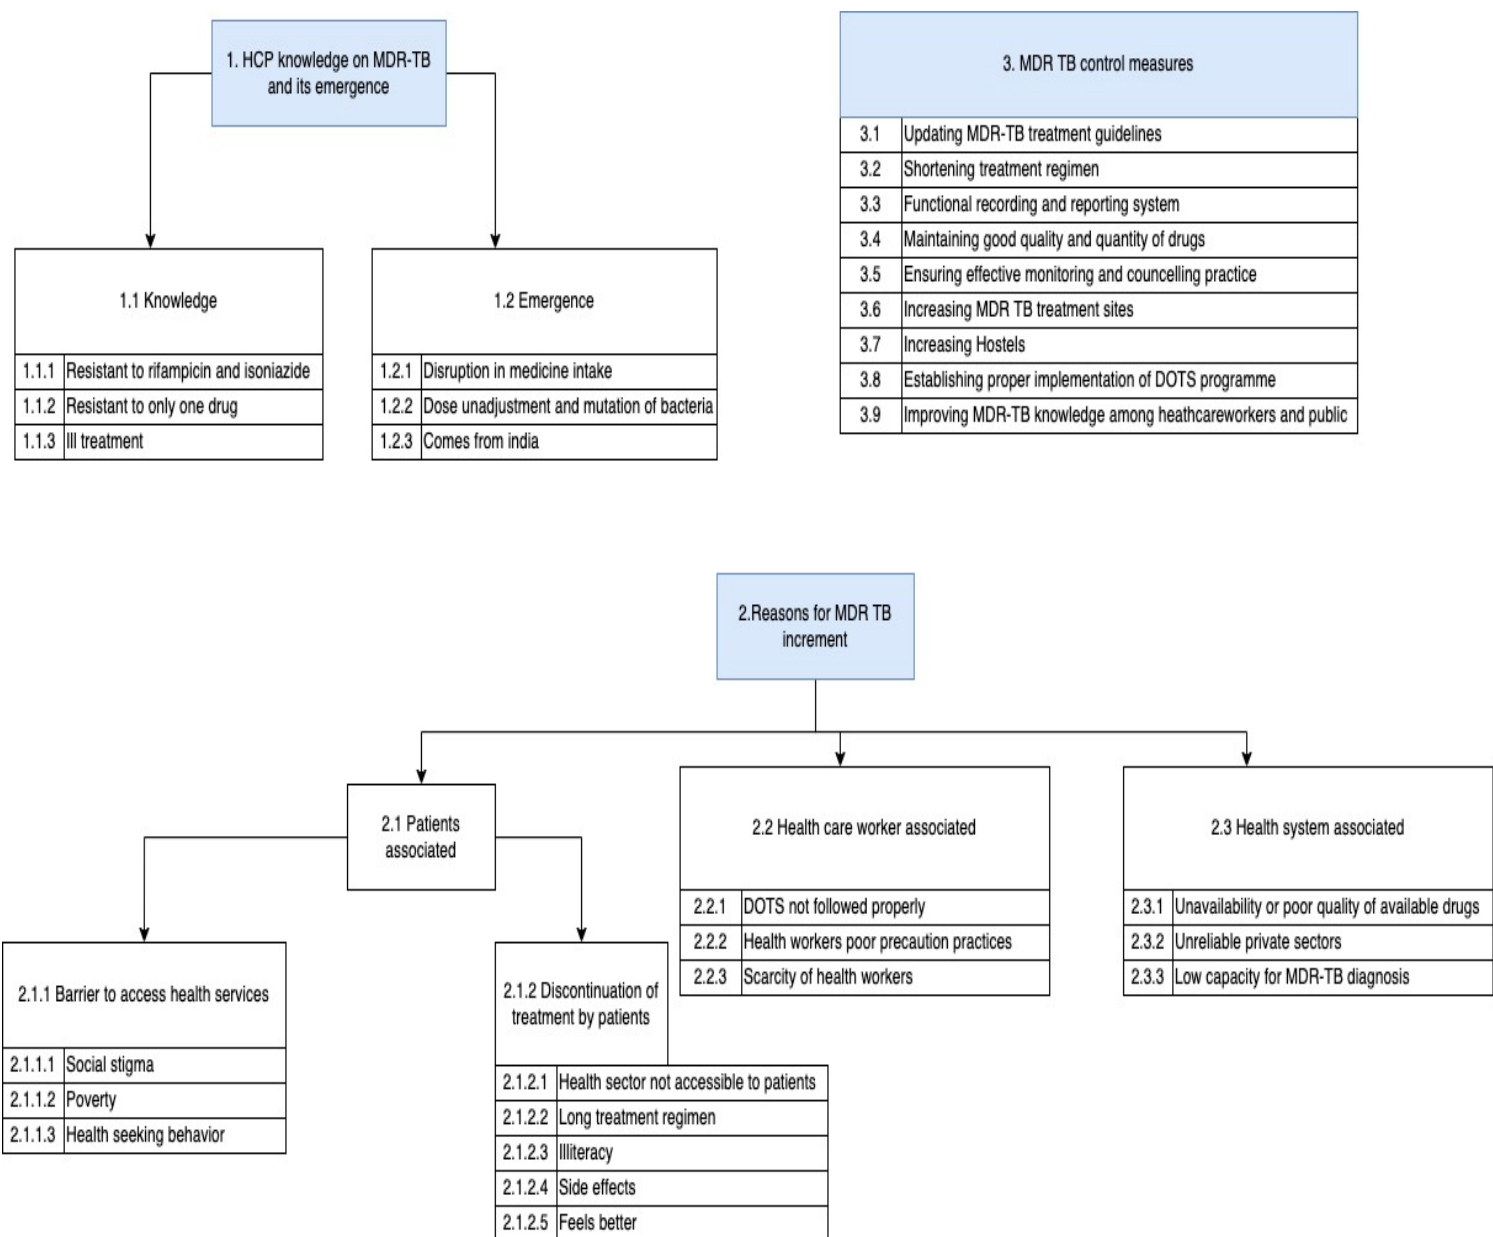 1. HCP knowledge on MDR-TB
and its emergence
1.1 Knowledge
1.1.1 Resistant to rifampicin and isoniazide
1.1.2 Resistant to only one drug
1.1.3 Ill treatment
1.2 Emergence
1.2.1 Disruption in medicine intake
1.2.2 Dose unadjustment and mutation of bacteria
1.2.3 Comes from india
3. MDR TB control measures
3.1 Updating MDR-TB treatment guidelines
3.2 Shortening treatment regimen
3.3 Functional recording and reporting system
3.4 Maintaining good quality and quantity of drugs
3.5 Ensuring effective monitoring and councelling practice
3.6 Increasing MDR TB treatment sites
3.7 Increasing Hostels
3.8 Establishing proper implementation of DOTS programme
3.9 Improving MDR-TB knowledge among heathcareworkers and public
2.Reasons for MDR TB
increment
2.1 Patients
associated
2.1.1 Barrier to access health services
2.1.1.1 Social stigma
2.1.1.2 Poverty
2.1.1.3 Health seeking behavior
2.1.2 Discontinuation of
treatment by patients
2.1.2.1 Health sector not accessible to patients
2.1.2.2 Long treatment regimen
2.1.2.3 Illiteracy
2.1.2.4 Side effects
2.1.2.5 Feels better
2.2 Health care worker associated
2.2.1 DOTS not followed properly
2.2.2 Health workers poor precaution practices
2.2.3 Scarcity of health workers
2.3 Health system associated
2.3.1 Unavailability or poor quality of available drugs
2.3.2 Unreliable private sectors
2.3.3 Low capacity for MDR-TB diagnosis